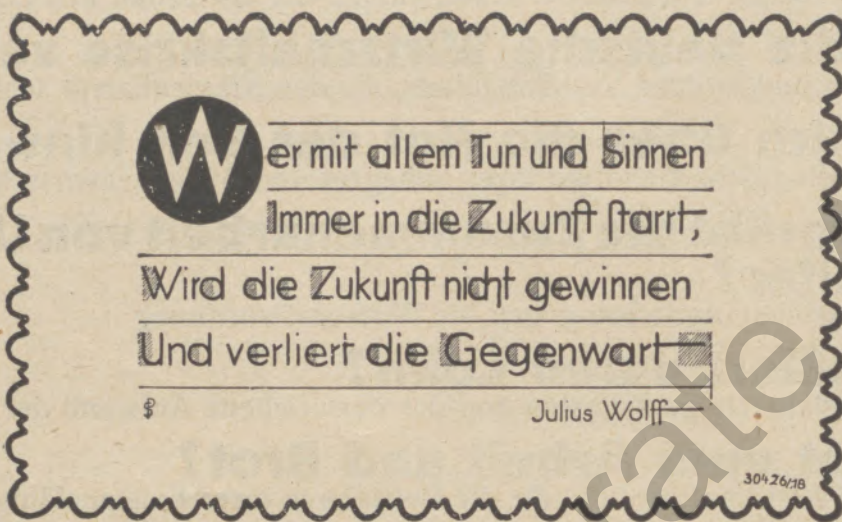 Wer mit allem Tun und Sinnen
Immer in die Zukunft starrt,
Wird die Zukunft nicht gewinnen
Und verliert die Gegenwart
Julius Wolff
30426/18